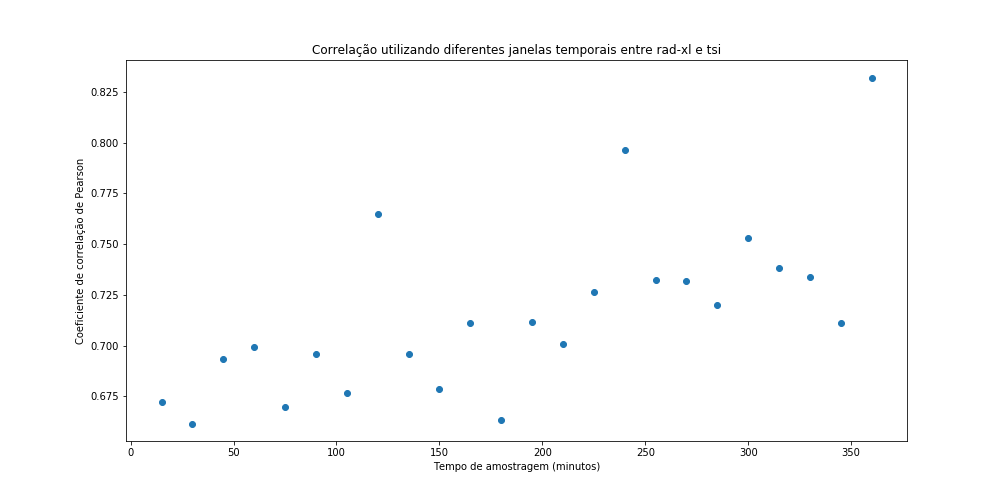 Correlação utilizando diferentes janelas temporais entre rad-xl e tsi
0.825
0.800
0.775
0.750
0.725
0.700
0.675
Coeficiente de correlação de Pearson
0 50 100 150 200 250 300 350
Tempo de amostragem (minutos)